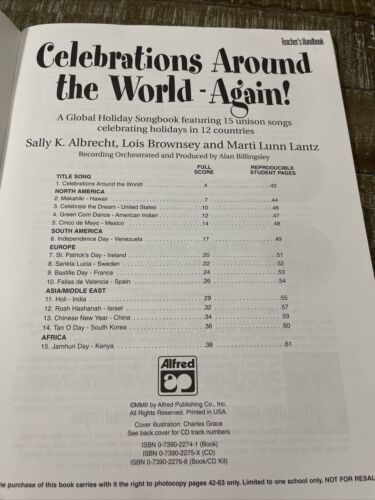 Teacher's Handbook
Celebrations Around
the World - Again!
A Global Holiday Songbook featuring 15 unison songs
celebrating holidays in 12 countries
Sally K. Albrecht, Lois Brownsey and Marti Lunn Lantz
Recording Orchestrated and Produced by Alan Billingsley
FULL SCORE REPRODUCIBLE STUDENT PAGES
TITLE SONG
1. Celebrations Around the World! 4 42
NORTH AMERICA
2. Makahiki - Hawaii 7 44
3. Celebrate the Dream - United States 10 46
4. Green Corn Dance - American Indian 12 47
5. Cinco de Mayo - Mexico 14 48
SOUTH AMERICA
6. Independence Day - Venezuela 17 49
EUROPE
7. St. Patrick's Day - Ireland 20 51
8. Sankta Lucia - Sweden 22 52
9. Bastille Day - France 24 53
10. Fallas de Valencia - Spain 26 54
ASIA/MIDDLE EAST
11. Holi - India 29 55
12. Rosh Hashanah - Israel 32 57
13. Chinese New Year - China 34 59
14. Tan O Day - South Korea 36 60
AFRICA
15. Jamhuri Day - Kenya 38 61
Alfred
©MMII by Alfred Publishing Co., Inc.
All Rights Reserved. Printed in USA.
Cover illustration: Charles Grace
See back cover for CD track numbers
ISBN 0-7390-2274-1 (Book)
ISBN 0-7390-2275-X (CD)
ISBN 0-7390-2276-8 (Book/CD Kit)
he purchase of this book carries with it the right to photocopy pages 42-63 only. Limited to one school only. NOT FOR RESAL